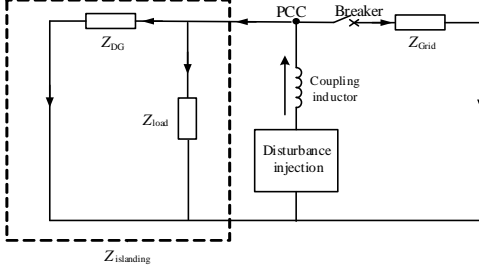 PCC
Breaker
Z_DG
Z_Grid
Coupling
inductor
Z_load
Disturbance
injection
Z_islanding